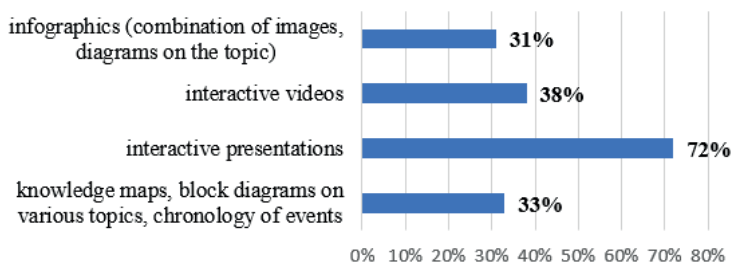 infographics (combination of images,
diagrams on the topic)
31%
interactive videos
38%
interactive presentations
72%
knowledge maps, block diagrams on
various topics, chronology of events
33%
0% 10% 20% 30% 40% 50% 60% 70% 80%